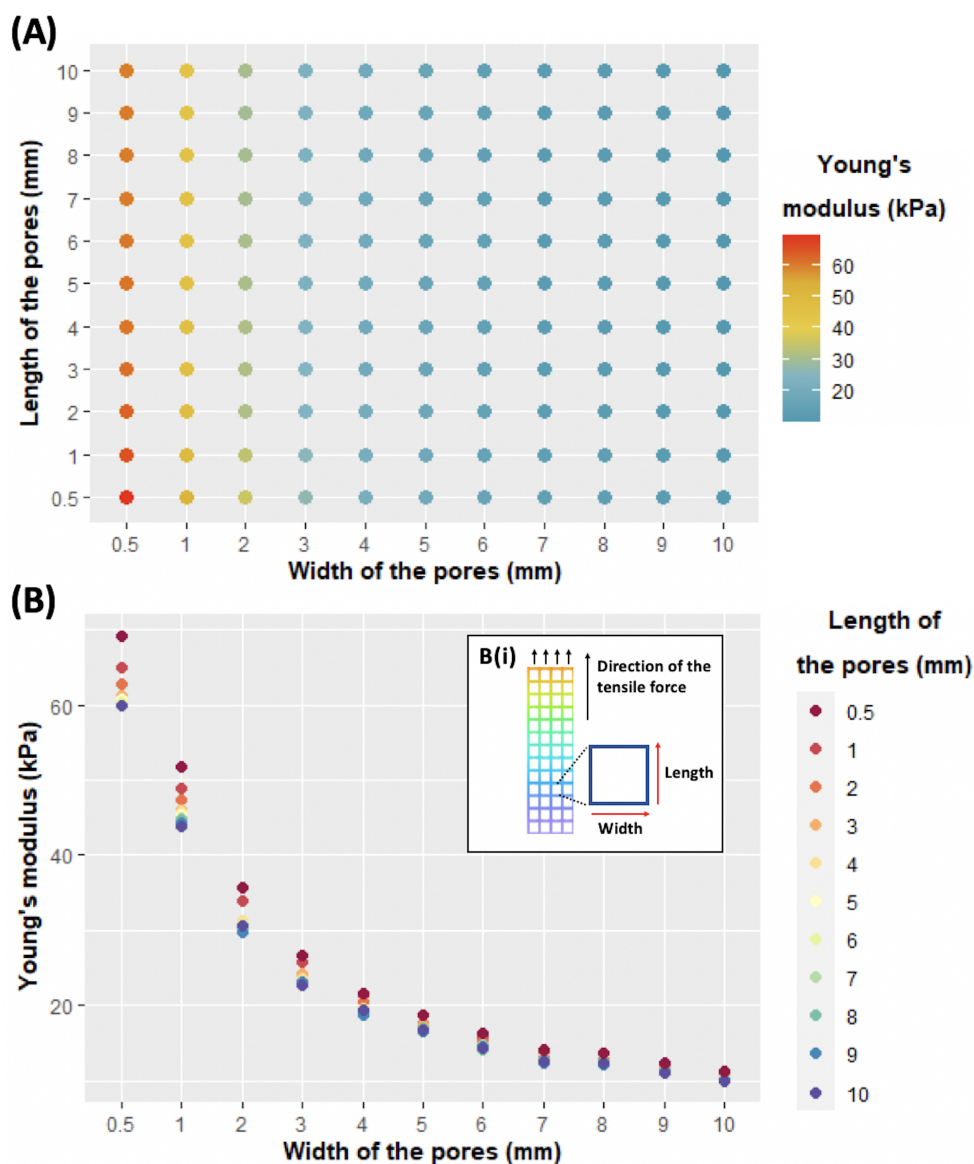 (A)
10
9
8
7
6
5
4
3
2
1
0.5
Length of the pores (mm)
0.5 1 2 3 4 5 6 7 8 9 10
Width of the pores (mm)
Young's
modulus (kPa)
60
50
40
30
20
(B)
60
40
20
Young's modulus (kPa)
B(i)
Direction of the
tensile force
Length
Width
0.5 1 2 3 4 5 6 7 8 9 10
Width of the pores (mm)
Length of
the pores (mm)
0.5
1
2
3
4
5
6
7
8
9
10